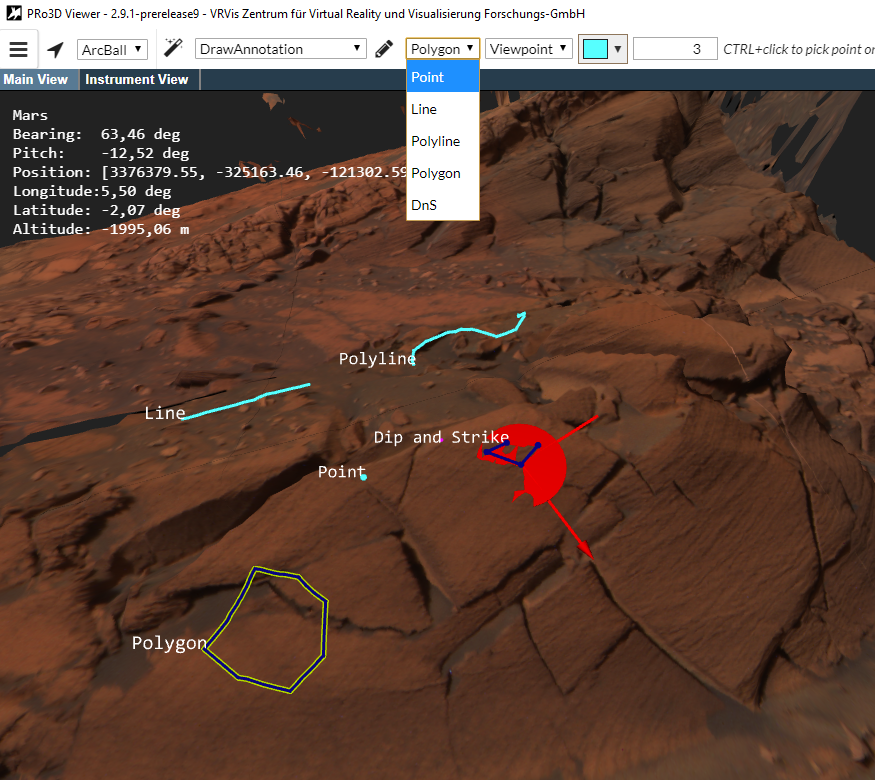 PRo3D Viewer - 2.9.1-prerelease9 - VRVis Zentrum für Virtual Reality und Visualisierung Forschungs-GmbH
ArcBall DrawAnnotation Polygon Viewpoint 3 CTRL+click to pick point or
Point
Line
Polyline
Polygon
DnS
Main View Instrument View
Mars
Bearing: 63,46 deg
Pitch: -12,52 deg
Position: [3376379.55, -325163.46, -121302.59
Longitude:5,50 deg
Latitude: -2,07 deg
Altitude: -1995,06 m
Polyline
Line
Dip and Strike
Point
Polygon